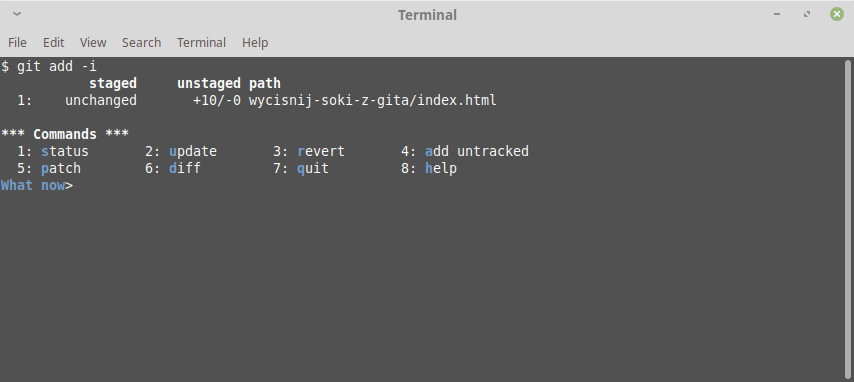 Terminal
File Edit View Search Terminal Help
$ git add -i
           staged     unstaged path
  1:    unchanged       +10/-0 wycisnij-soki-z-gita/index.html

*** Commands ***
  1: status       2: update       3: revert       4: add untracked
  5: patch        6: diff         7: quit         8: help
What now>